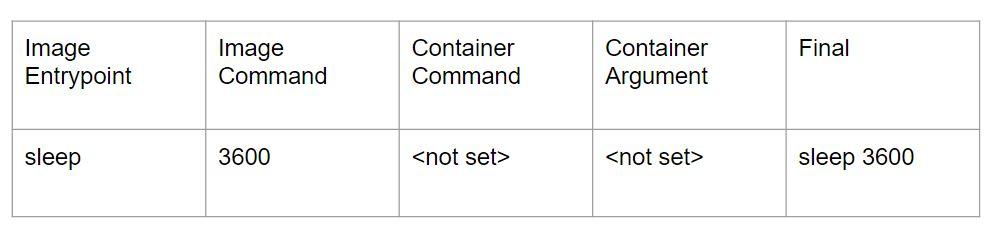 Image
Entrypoint
Image
Command
Container
Command
Container
Argument
Final
sleep
3600
<not set>
<not set>
sleep 3600